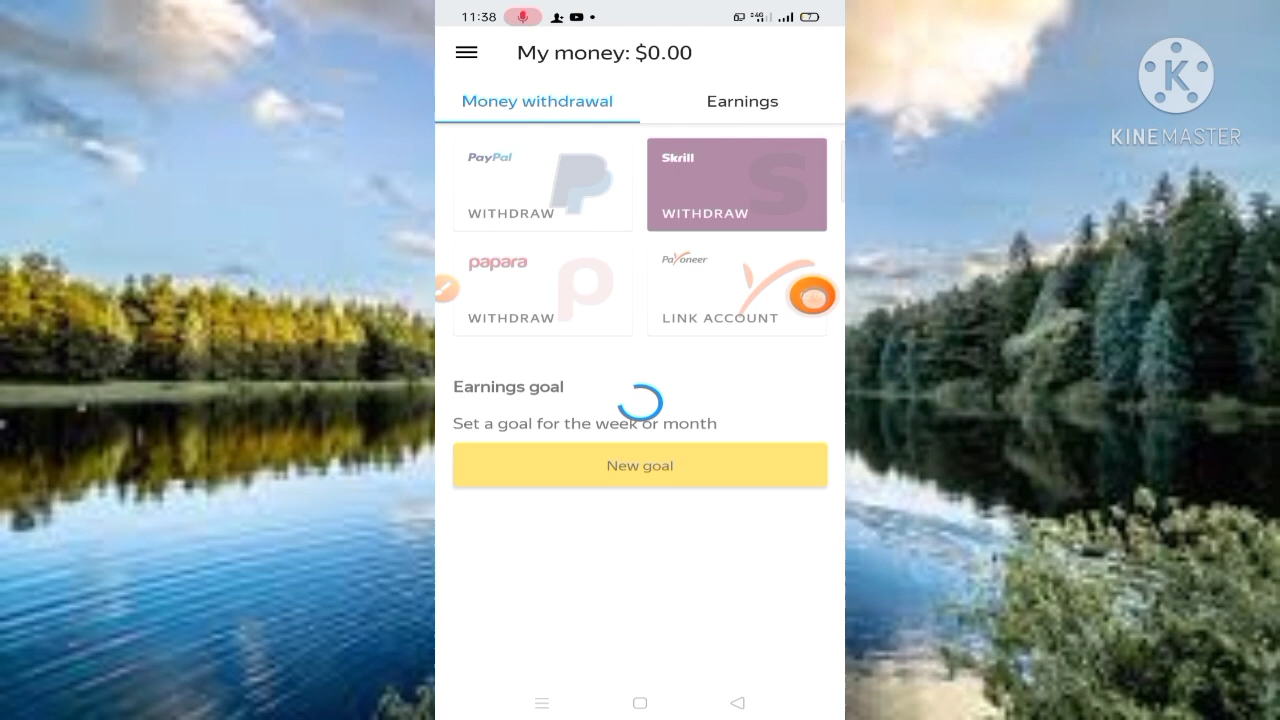 11:38
My money: $0.00
Money withdrawal
Earnings
PayPal
WITHDRAW
Skrill
WITHDRAW
papara
WITHDRAW
Payoneer
LINK ACCOUNT
Earnings goal
Set a goal for the week or month
New goal
K
KINEMASTER